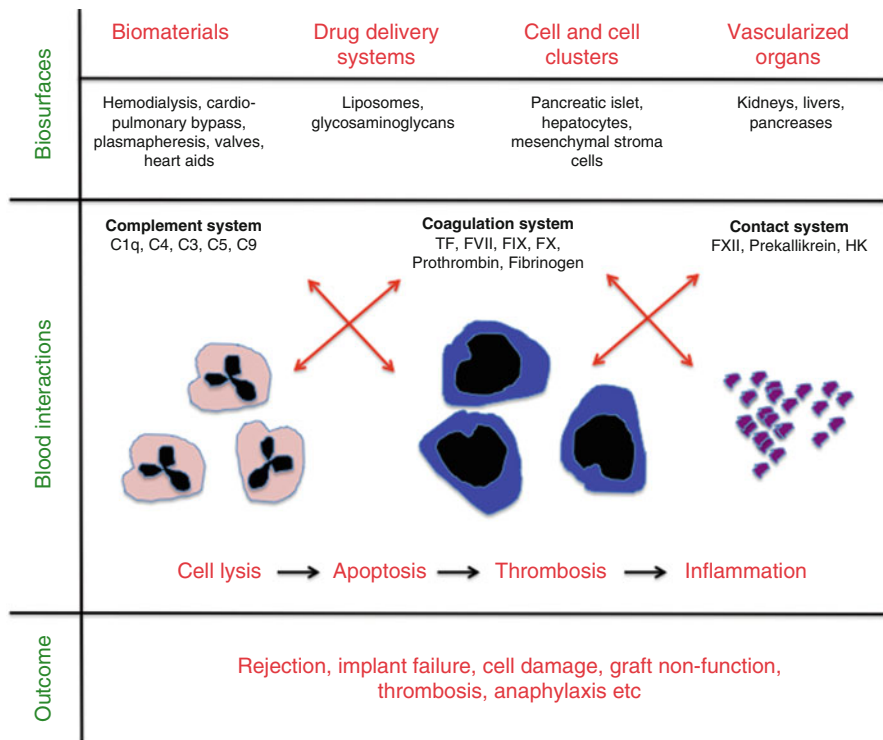 Biosurfaces
Biomaterials
Hemodialysis, cardio-
pulmonary bypass,
plasmapheresis, valves,
heart aids
Drug delivery
systems
Liposomes,
glycosaminoglycans
Cell and cell
clusters
Pancreatic islet,
hepatocytes,
mesenchymal stroma
cells
Vascularized
organs
Kidneys, livers,
pancreases
Blood interactions
Complement system
C1q, C4, C3, C5, C9
Coagulation system
TF, FVII, FIX, FX,
Prothrombin, Fibrinogen
Contact system
FXII, Prekallikrein, HK
Cell lysis → Apoptosis → Thrombosis → Inflammation
Outcome
Rejection, implant failure, cell damage, graft non-function,
thrombosis, anaphylaxis etc